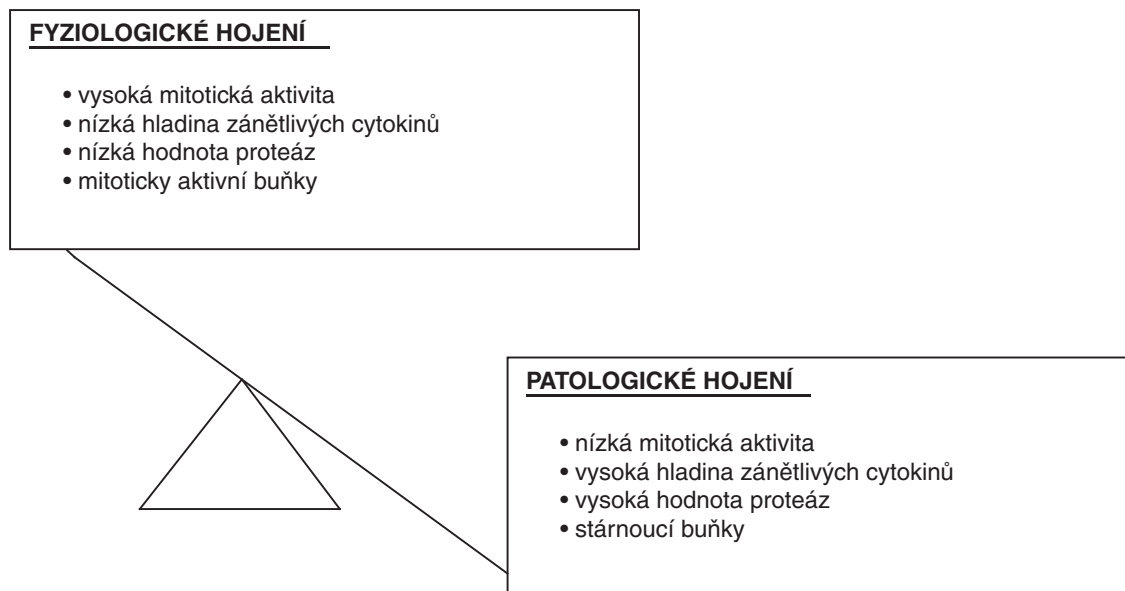 FYZIOLOGICKÉ HOJENÍ
• vysoká mitotická aktivita
• nízká hladina zánětlivých cytokinů
• nízká hodnota proteáz
• mitoticky aktivní buňky
PATOLOGICKÉ HOJENÍ
• nízká mitotická aktivita
• vysoká hladina zánětlivých cytokinů
• vysoká hodnota proteáz
• stárnoucí buňky